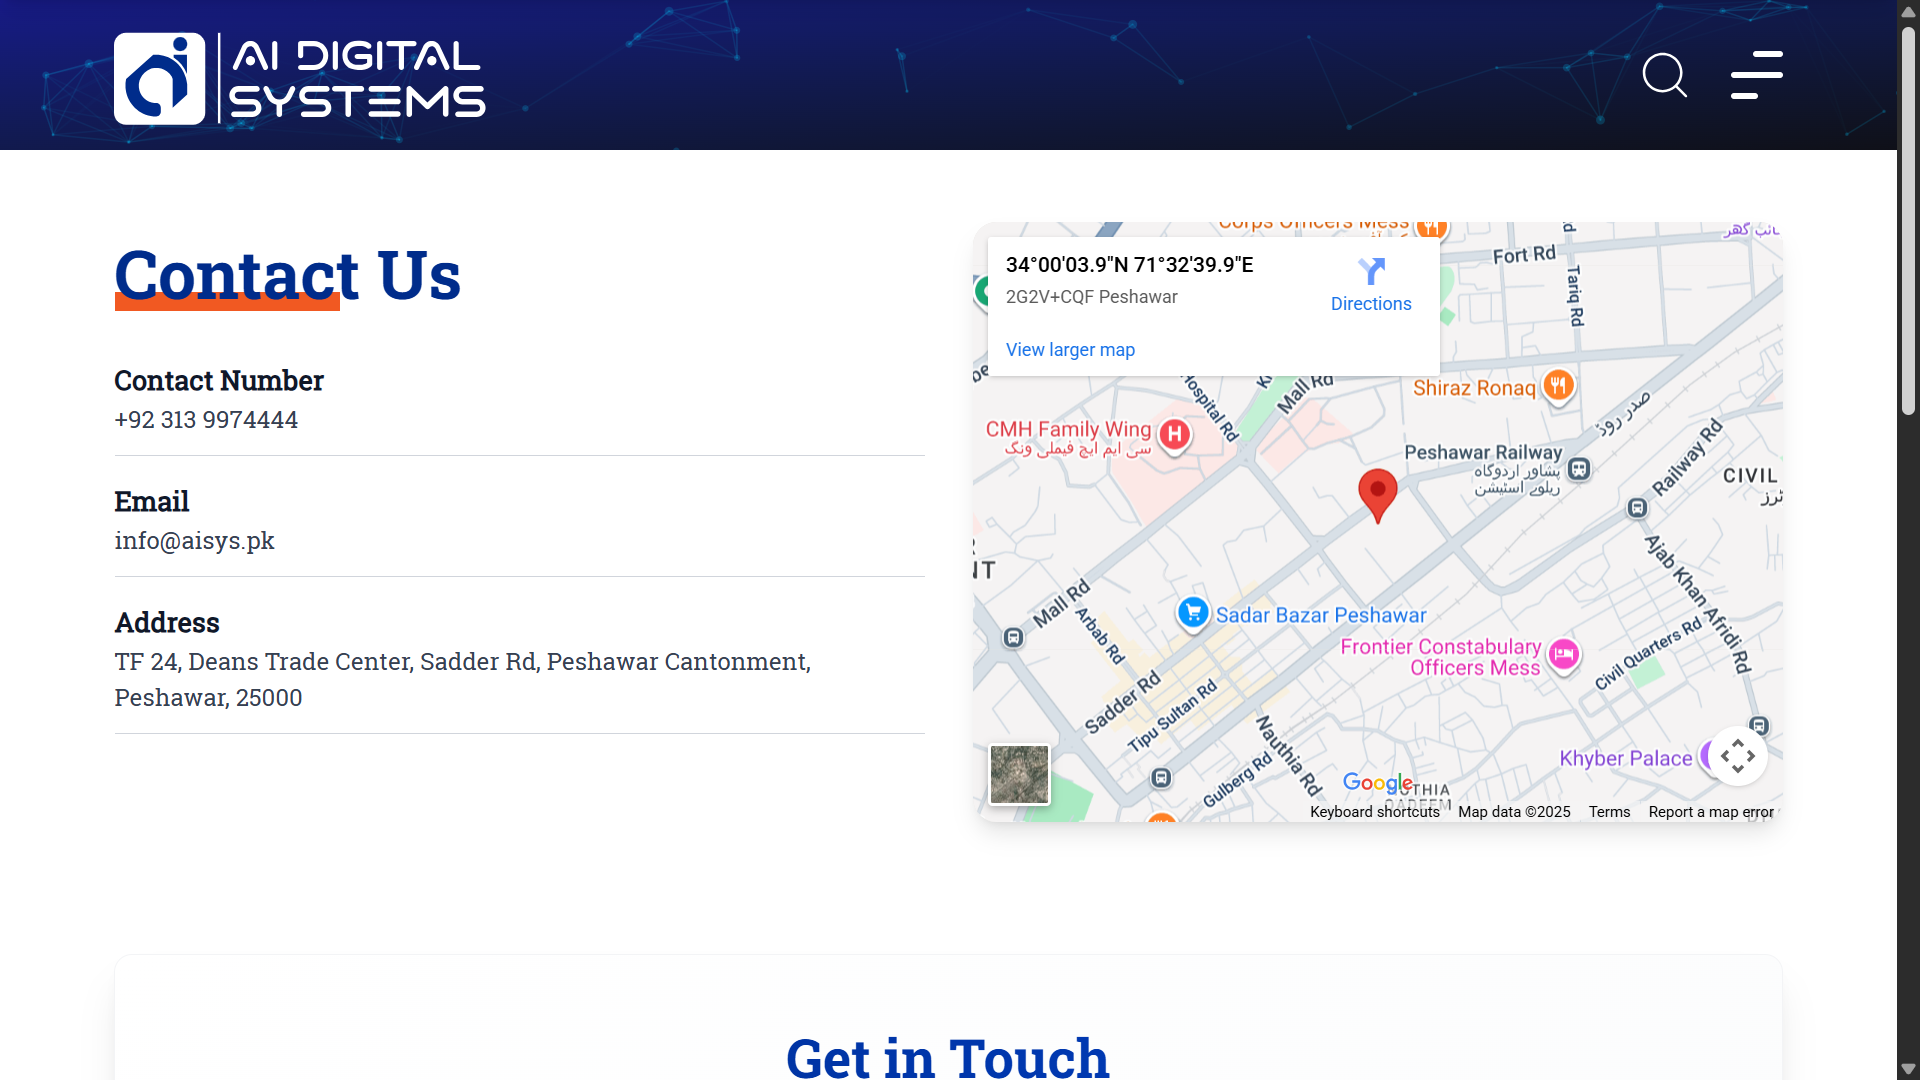 AI DIGITAL
SYSTEMS
Contact Us
Contact Number
+92 313 9974444
Email
info@aisys.pk
Address
TF 24, Deans Trade Center, Sadder Rd, Peshawar Cantonment,
Peshawar, 25000
Corps Officers Mess
34°00'03.9"N 71°32'39.9"E
2G2V+CQF Peshawar
Directions
View larger map
Fort Rd
Tariq Rd
Hospital Rd
Mall Rd
Shiraz Ronaq
صدر روڈ
CMH Family Wing
سی ایم ایچ فیملی ونگ
Peshawar Railway
پشاور اردوگاه
ریلوے اسٹیشن
Railway Rd
CIVIL
Mall Rd
Arbab Rd
Sadar Bazar Peshawar
Frontier Constabulary
Officers Mess
Ajab Khan Afridi Rd
Civil Quarters Rd
Sadder Rd
Tipu Sultan Rd
Nauthia Rd
Gulberg Rd
Khyber Palace
Google
Keyboard shortcuts
Map data ©2025
Terms
Report a map error
Get in Touch